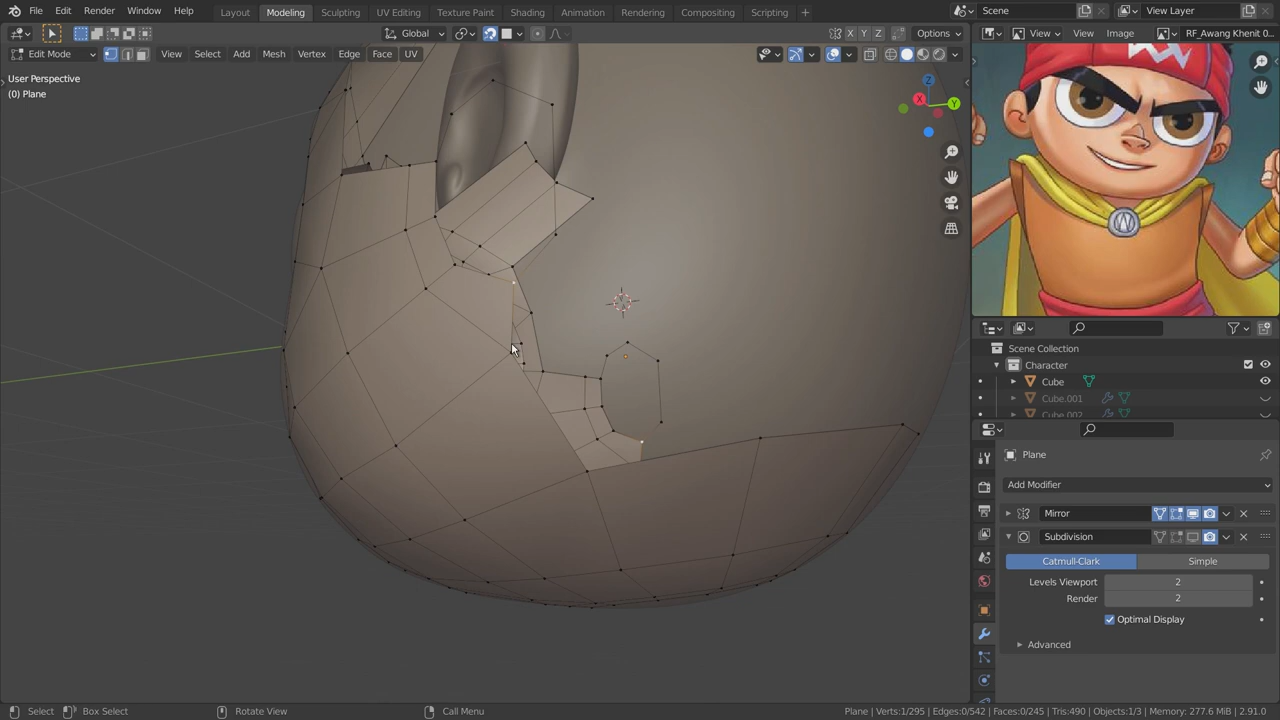 File Edit Render Window Help Layout Modeling Sculpting UV Editing Texture Paint Shading Animation Rendering Compositing Scripting + Scene View Layer
Global X Y Z Options View View Image RF_Awang Khenit 0...
Edit Mode View Select Add Mesh Vertex Edge Face UV
User Perspective
(0) Plane
Z
X Y
Scene Collection
Character
Cube
Cube.001
Cube.002
Plane
Add Modifier
Mirror
Subdivision
Catmull-Clark Simple
Levels Viewport 2
Render 2
Optimal Display
Advanced
Select Box Select Rotate View Call Menu Plane | Verts:1/295 | Edges:0/542 | Faces:0/245 | Tris:490 | Objects:1/3 | Memory: 277.6 MiB | 2.91.0